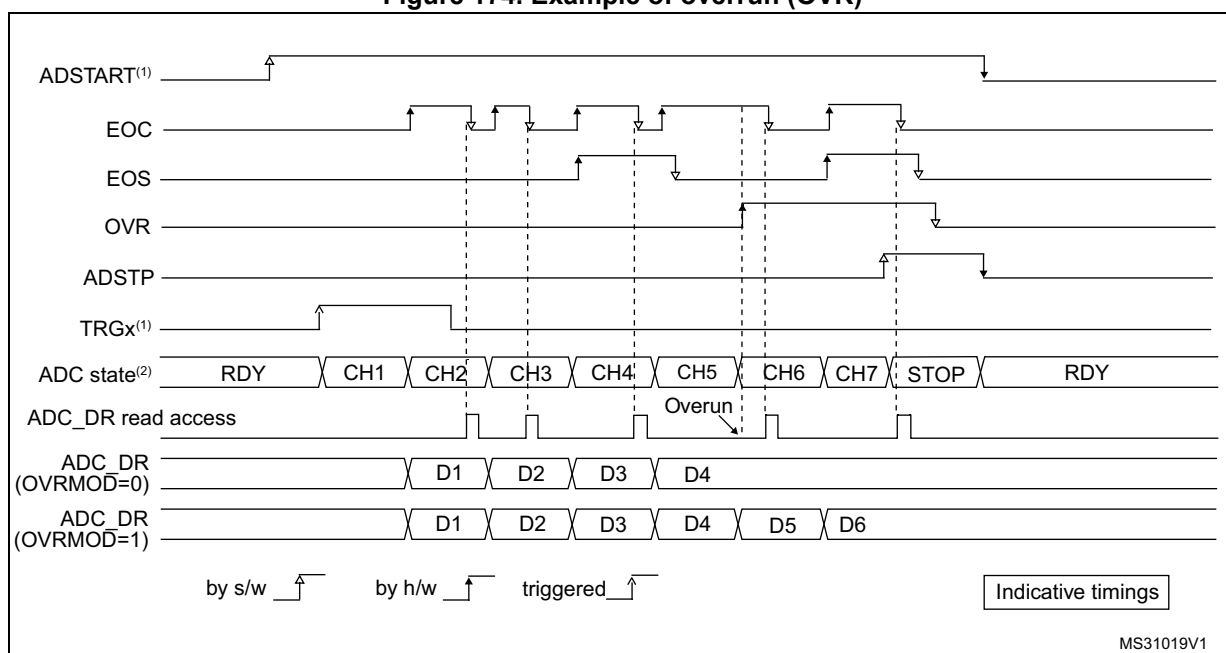 Figure 174. Example of overrun (OVR)
ADSTART(1)
EOC
EOS
OVR
ADSTP
TRGx(1)
ADC state(2) RDY CH1 CH2 CH3 CH4 CH5 CH6 CH7 STOP RDY
ADC_DR read access Overun
ADC_DR
(OVRMOD=0) D1 D2 D3 D4
ADC_DR
(OVRMOD=1) D1 D2 D3 D4 D5 D6
by s/w by h/w triggered Indicative timings
MS31019V1